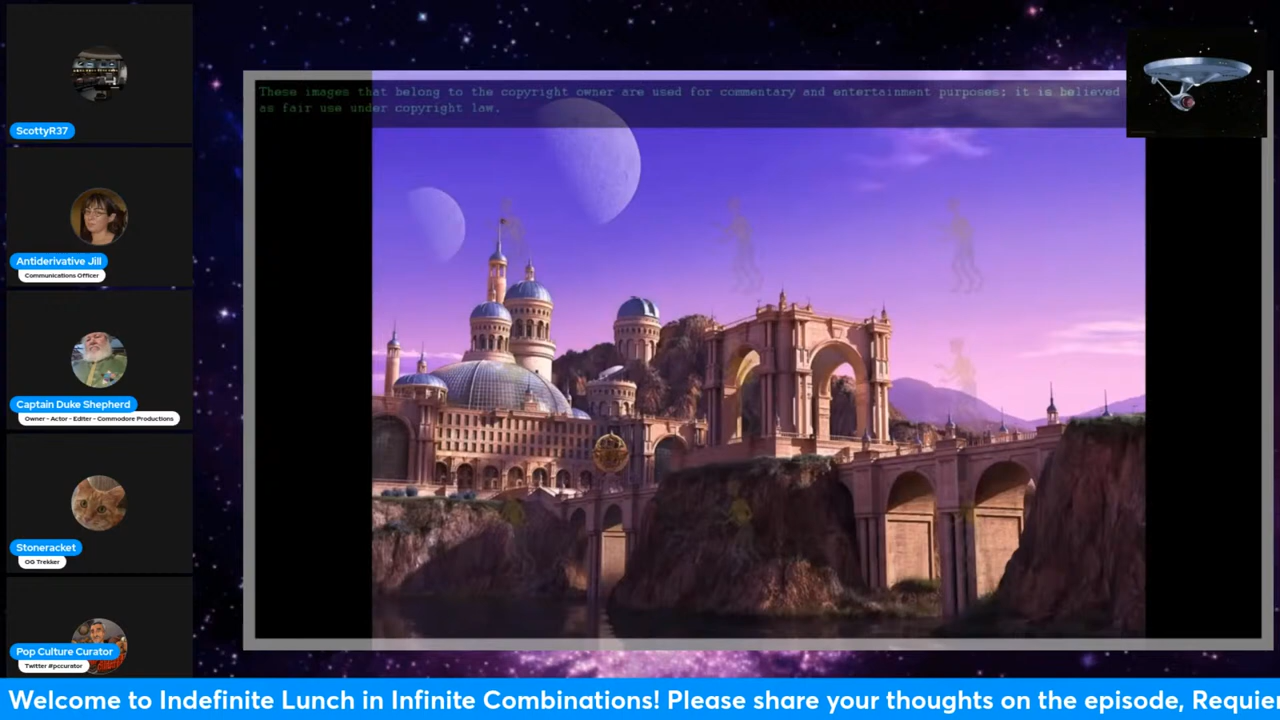 These images that belong to the copyright owner are used for commentary and entertainment purposes; it is believed
as fair use under copyright law.
ScottyR37
Antiderivative Jill
Communications Officer
Captain Duke Shepherd
Owner - Actor - Editer - Commodore Productions
Stoneracket
OG Trekker
Pop Culture Curator
Twitter #pccurator
Welcome to Indefinite Lunch in Infinite Combinations! Please share your thoughts on the episode, Requie